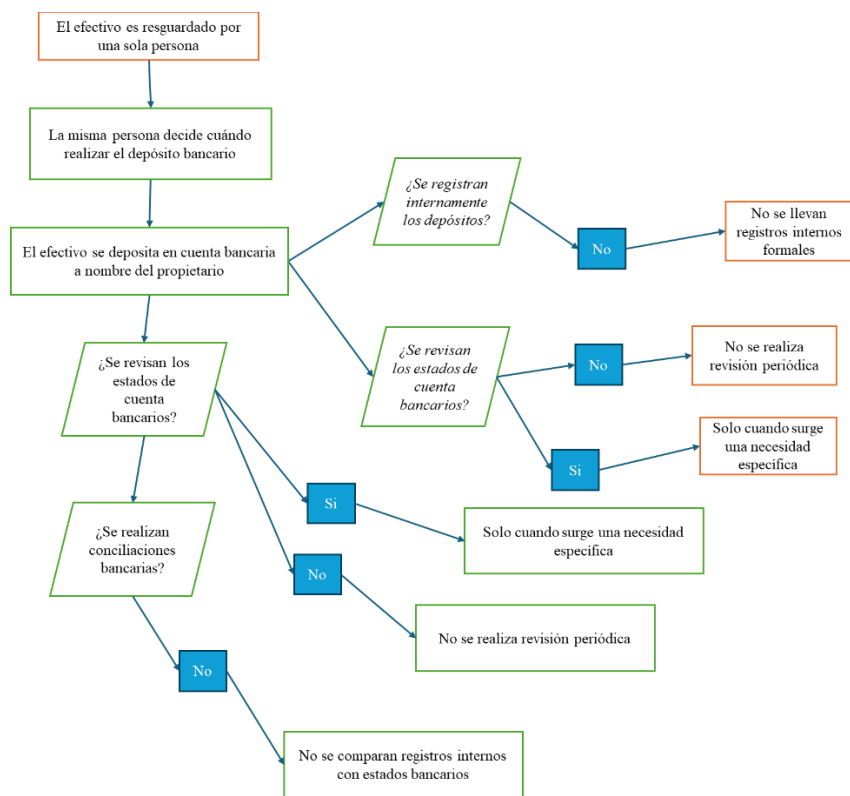 El efectivo es resguardado por
una sola persona
La misma persona decide cuándo
realizar el depósito bancario
¿Se registran
internamente
los depósitos?
No
No se llevan
registros internos
formales
El efectivo se deposita en cuenta bancaria
a nombre del propietario
¿Se revisan los
estados de
cuenta
bancarios?
¿Se revisan
los estados de
cuenta
bancarios?
No
No se realiza
revisión periódica
Si
Solo cuando surge
una necesidad
específica
Si
Solo cuando surge una necesidad
específica
¿Se realizan
conciliaciones
bancarias?
No
No se realiza revisión periódica
No
No se comparan registros internos
con estados bancarios